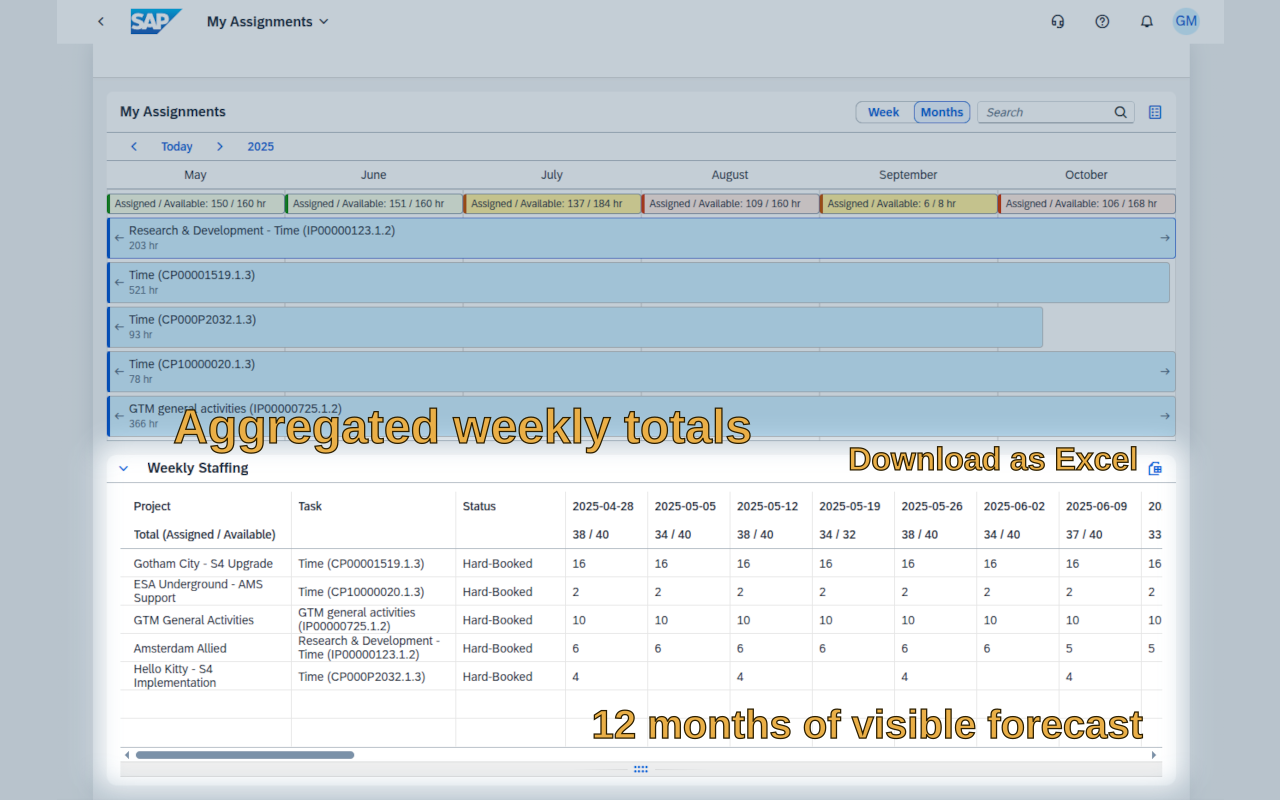 SAP My Assignments GM
My Assignments Week Months Search
Today 2025
May June July August September October
Assigned / Available: 150 / 160 hr Assigned / Available: 151 / 160 hr Assigned / Available: 137 / 184 hr Assigned / Available: 109 / 160 hr Assigned / Available: 6 / 8 hr Assigned / Available: 106 / 168 hr
Research & Development - Time (IP00000123.1.2)
203 hr
Time (CP00001519.1.3)
521 hr
Time (CP000P2032.1.3)
93 hr
Time (CP10000020.1.3)
78 hr
GTM general activities (IP00000725.1.2)
366 hr
Aggregated weekly totals
Download as Excel
Weekly Staffing
Project Task Status 2025-04-28 2025-05-05 2025-05-12 2025-05-19 2025-05-26 2025-06-02 2025-06-09 20
Total (Assigned / Available) 38 / 40 34 / 40 38 / 40 34 / 32 38 / 40 34 / 40 37 / 40 33
Gotham City - S4 Upgrade Time (CP00001519.1.3) Hard-Booked 16 16 16 16 16 16 16 16
ESA Underground - AMS
Support Time (CP10000020.1.3) Hard-Booked 2 2 2 2 2 2 2 2
GTM General Activities GTM general activities
(IP00000725.1.2) Hard-Booked 10 10 10 10 10 10 10 10
Amsterdam Allied Research & Development -
Time (IP00000123.1.2) Hard-Booked 6 6 6 6 6 6 5 5
Hello Kitty - S4
Implementation Time (CP000P2032.1.3) Hard-Booked 4 4 4 4
12 months of visible forecast